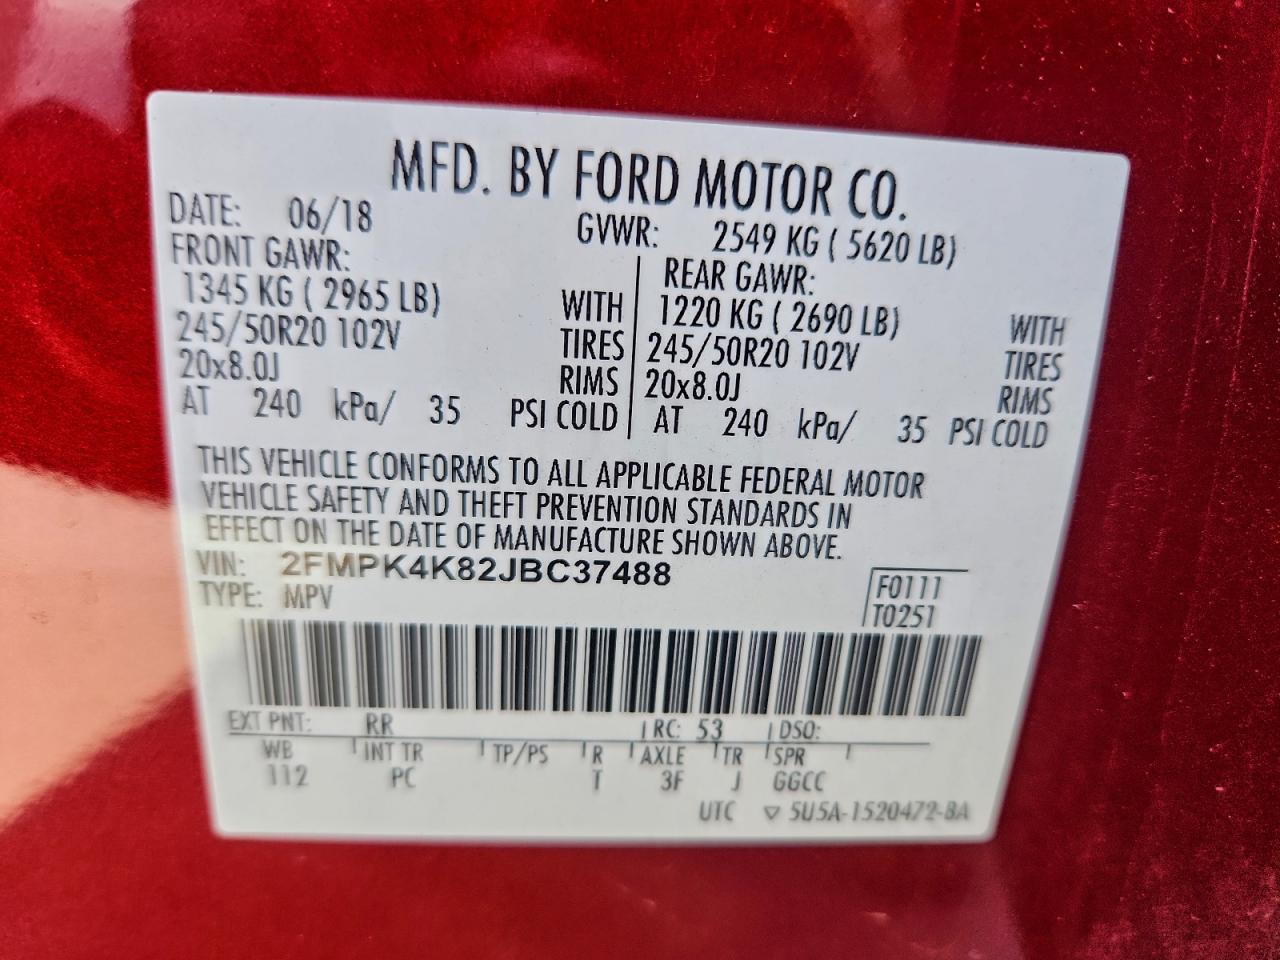 MFD. BY FORD MOTOR CO.
DATE: 06/18 GVWR: 2549 KG ( 5620 LB)
FRONT GAWR: REAR GAWR:
1345 KG ( 2965 LB) WITH 1220 KG ( 2690 LB) WITH
245/50R20 102V TIRES 245/50R20 102V TIRES
20x8.0J RIMS 20x8.0J RIMS
AT 240 kPa/ 35 PSI COLD AT 240 kPa/ 35 PSI COLD
THIS VEHICLE CONFORMS TO ALL APPLICABLE FEDERAL MOTOR
VEHICLE SAFETY AND THEFT PREVENTION STANDARDS IN
EFFECT ON THE DATE OF MANUFACTURE SHOWN ABOVE.
VIN: 2FMPK4K82JBC37488
TYPE: MPV
F0111
T0251
EXT PNT: RR RC: 53 DSO:
WB INT TR TP/PS R AXLE TR SPR
112 PC T 3F J GGCC
UTC ▽ 5U5A-1520472-BA